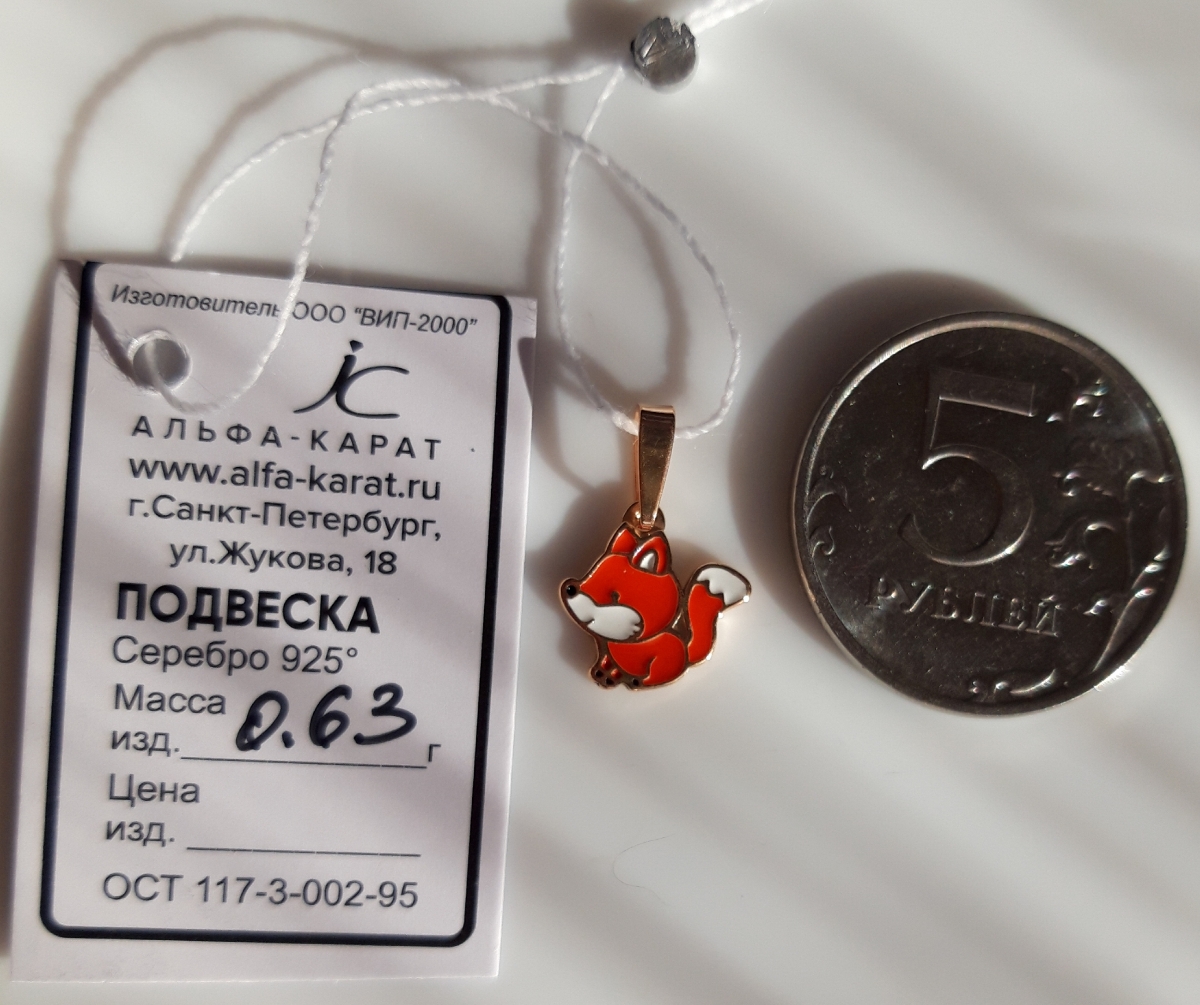 Изготовитель ООО "ВИП-2000"
АЛЬФА-КАРАТ
www.alfa-karat.ru
г.Санкт-Петербург,
ул.Жукова, 18
ПОДВЕСКА
Серебро 925°
Масса
изд. 0.63 г
Цена
изд.
ОСТ 117-3-002-95
5
РУБЛЕЙ